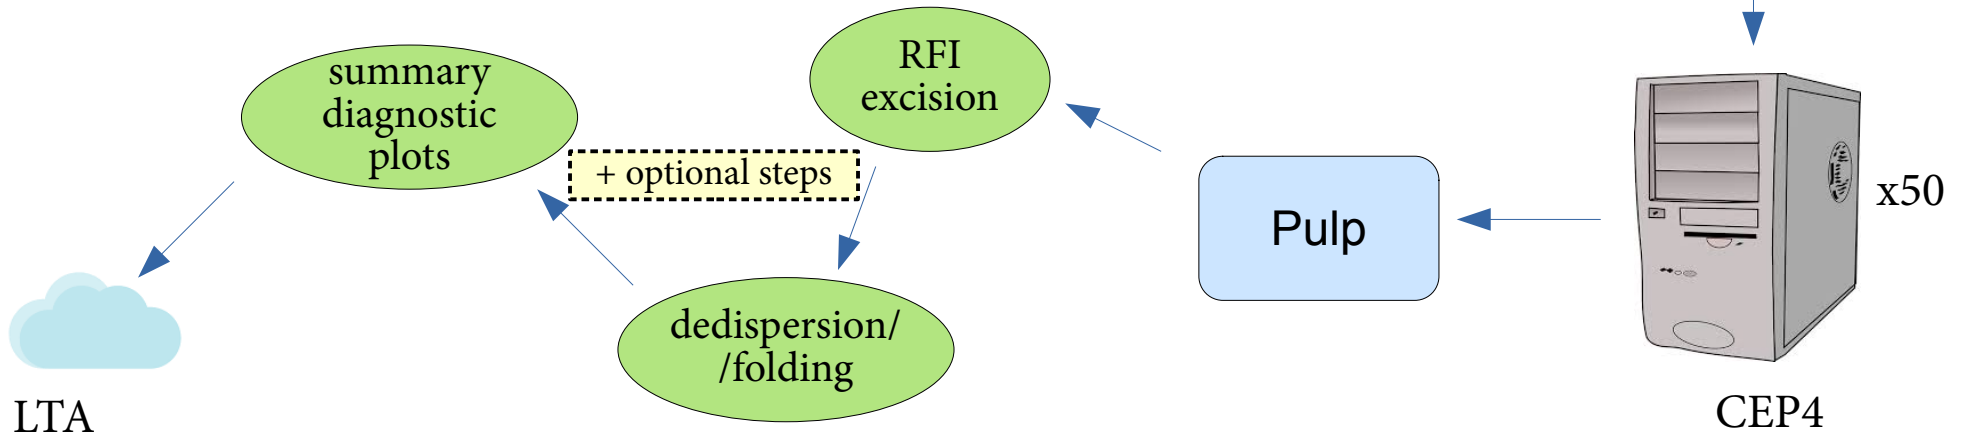 summary
diagnostic
plots
RFI
excision
+ optional steps
dedispersion/
/folding
Pulp
x50
LTA
CEP4